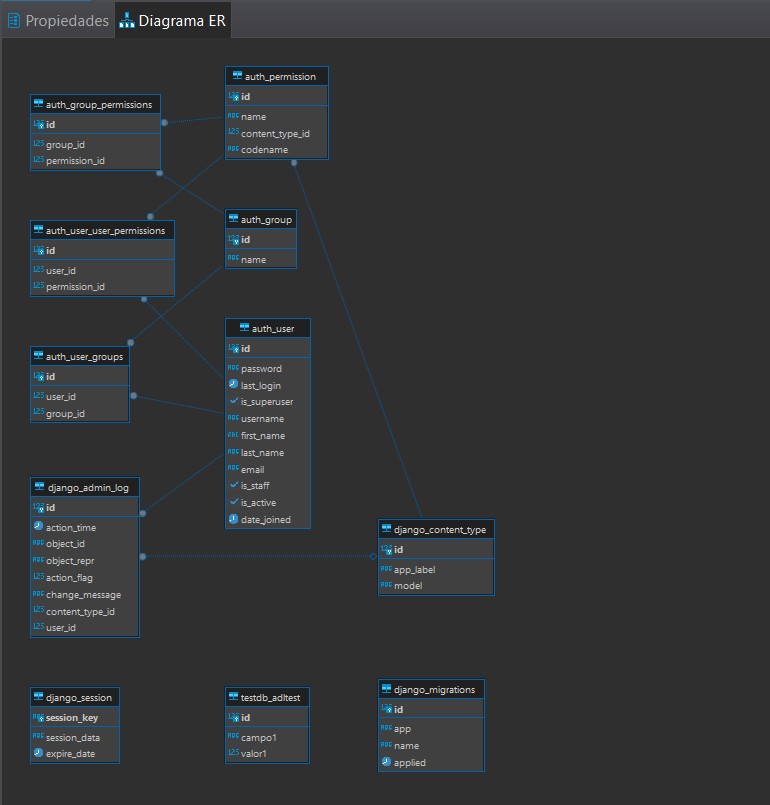 Propiedades
Diagrama ER
auth_permission
id
name
content_type_id
codename
auth_group_permissions
id
group_id
permission_id
auth_group
id
name
auth_user_user_permissions
id
user_id
permission_id
auth_user
id
password
last_login
is_superuser
username
first_name
last_name
email
is_staff
is_active
date_joined
auth_user_groups
id
user_id
group_id
django_admin_log
id
action_time
object_id
object_repr
action_flag
change_message
content_type_id
user_id
django_content_type
id
app_label
model
django_session
session_key
session_data
expire_date
testdb_adltest
id
campo1
valor1
django_migrations
id
app
name
applied